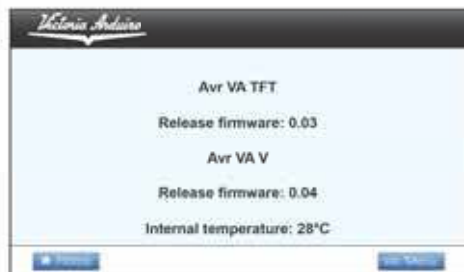 Victoria Arduino
Avr VA TFT
Release firmware: 0.03
Avr VA V
Release firmware: 0.04
Internal temperature: 28°C